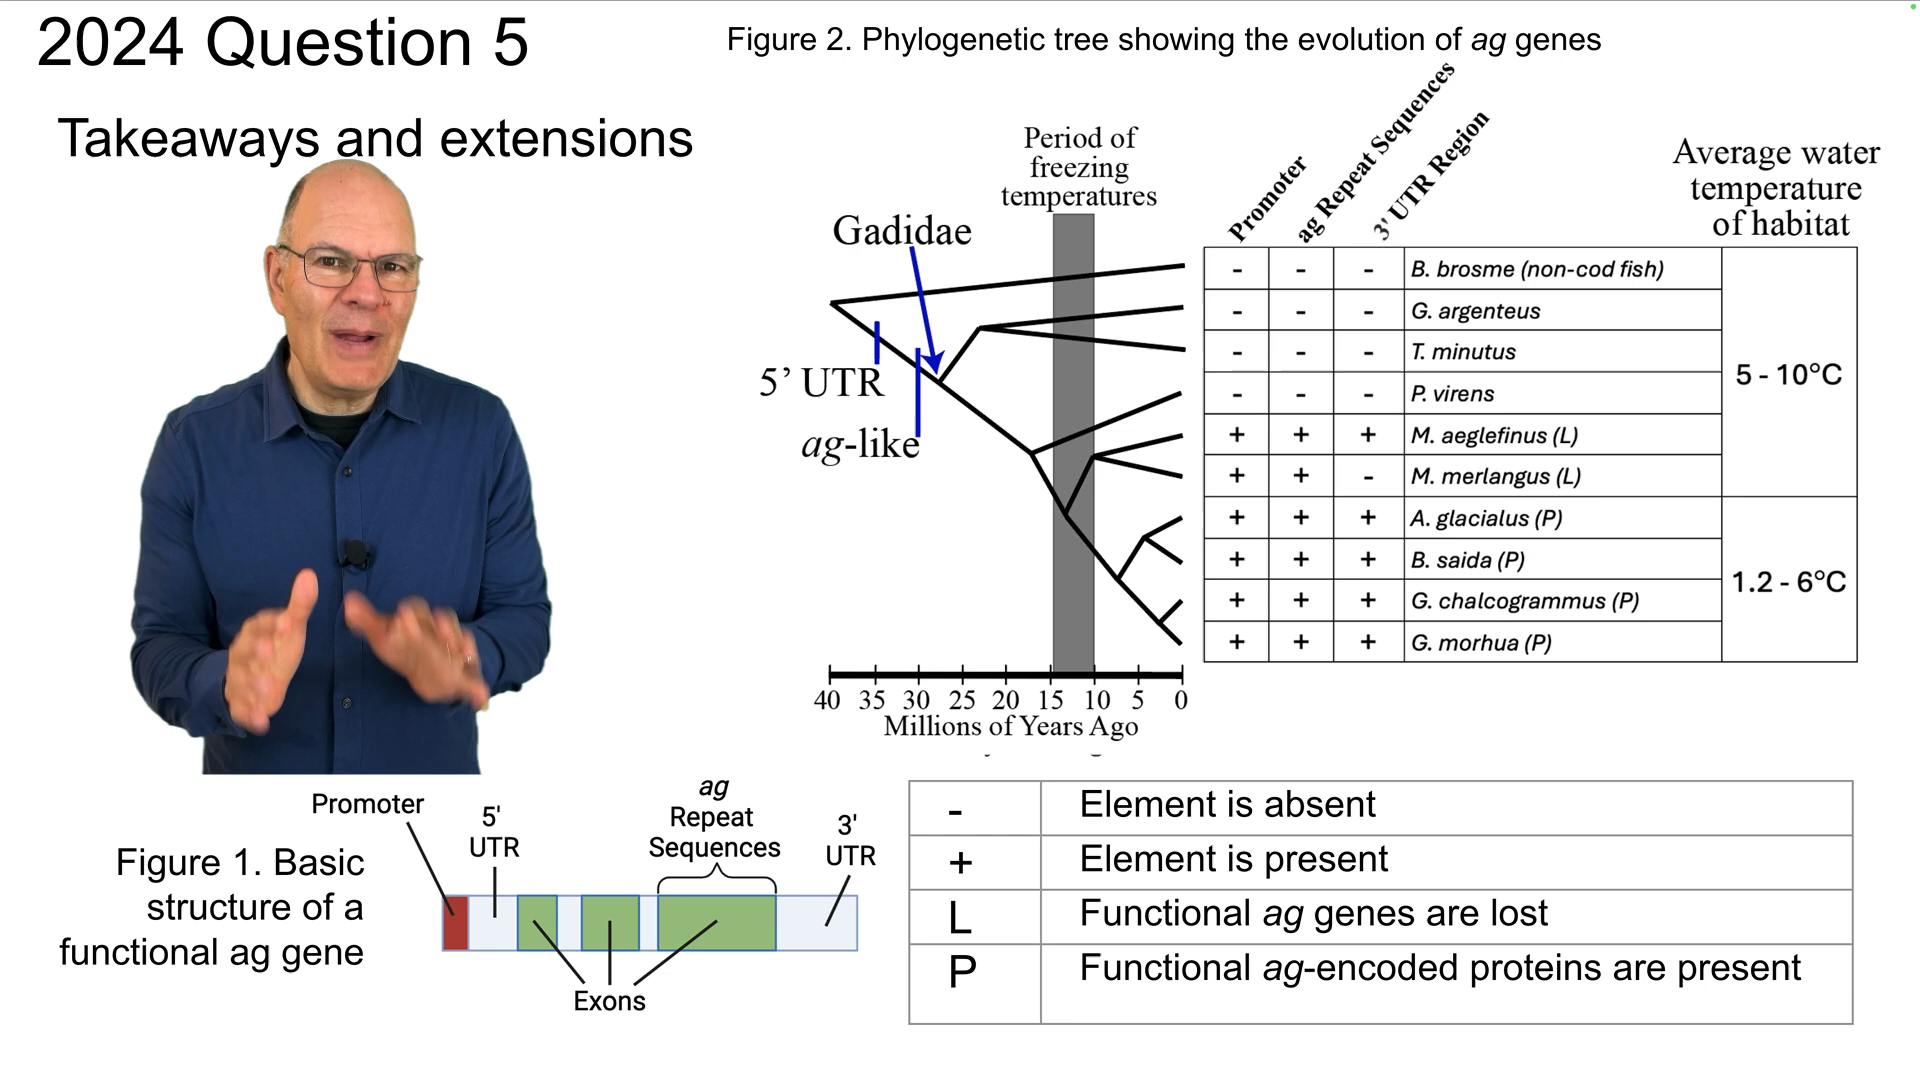 2024 Question 5
Takeaways and extensions
Figure 2. Phylogenetic tree showing the evolution of ag genes
Period of
freezing
temperatures
Gadidae
5’ UTR
ag-like
Promoter
ag Repeat Sequences
3' UTR Region
Average water
temperature
of habitat
- - - B. brosme (non-cod fish)
- - - G. argenteus
- - - T. minutus
- - - P. virens
+ + + M. aeglefinus (L)
+ + - M. merlangus (L)
5 - 10°C
+ + + A. glacialus (P)
+ + + B. saida (P)
+ + + G. chalcogrammus (P)
+ + + G. morhua (P)
1.2 - 6°C
40 35 30 25 20 15 10 5 0
Millions of Years Ago
Figure 1. Basic
structure of a
functional ag gene
Promoter
5'
UTR
ag
Repeat
Sequences
3'
UTR
Exons
- Element is absent
+ Element is present
L Functional ag genes are lost
P Functional ag-encoded proteins are present